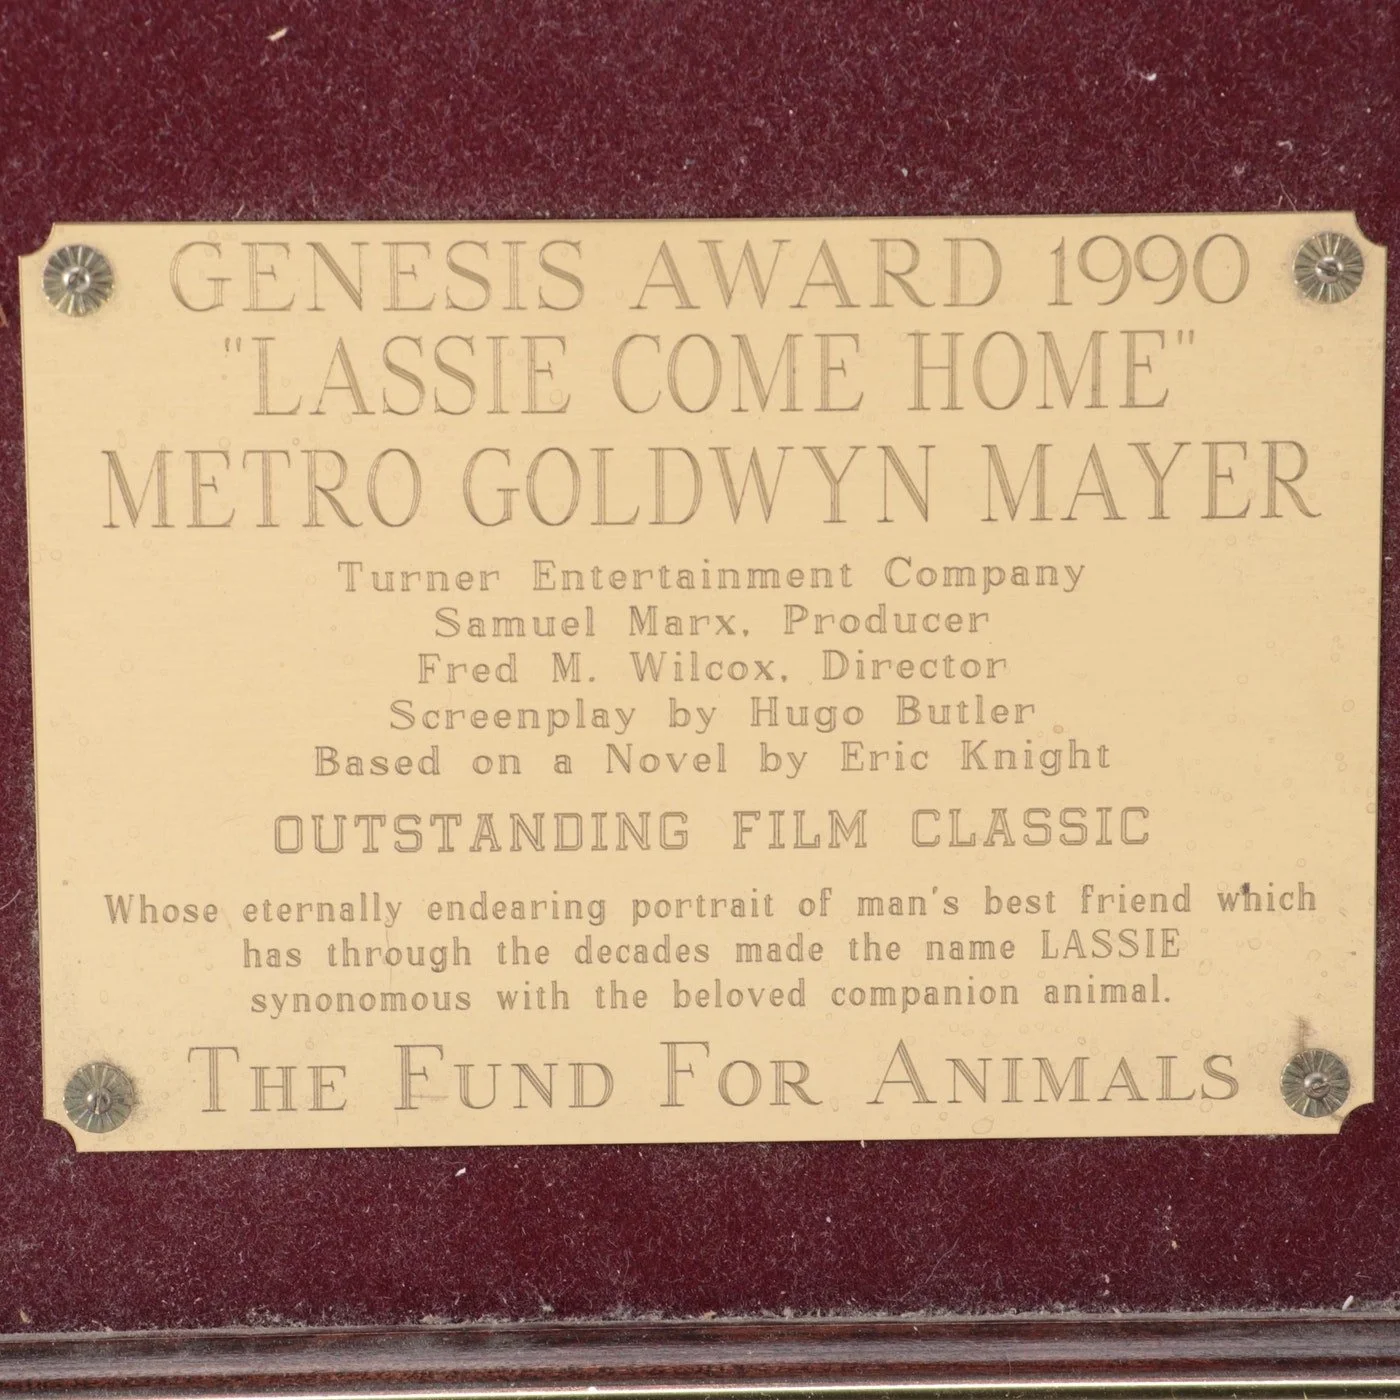 GENESIS AWARD 1990
"LASSIE COME HOME"
METRO GOLDWYN MAYER
Turner Entertainment Company
Samuel Marx, Producer
Fred M. Wilcox, Director
Screenplay by Hugo Butler
Based on a Novel by Eric Knight
OUTSTANDING FILM CLASSIC
Whose eternally endearing portrait of man's best friend which
has through the decades made the name LASSIE
synonomous with the beloved companion animal.
THE FUND FOR ANIMALS